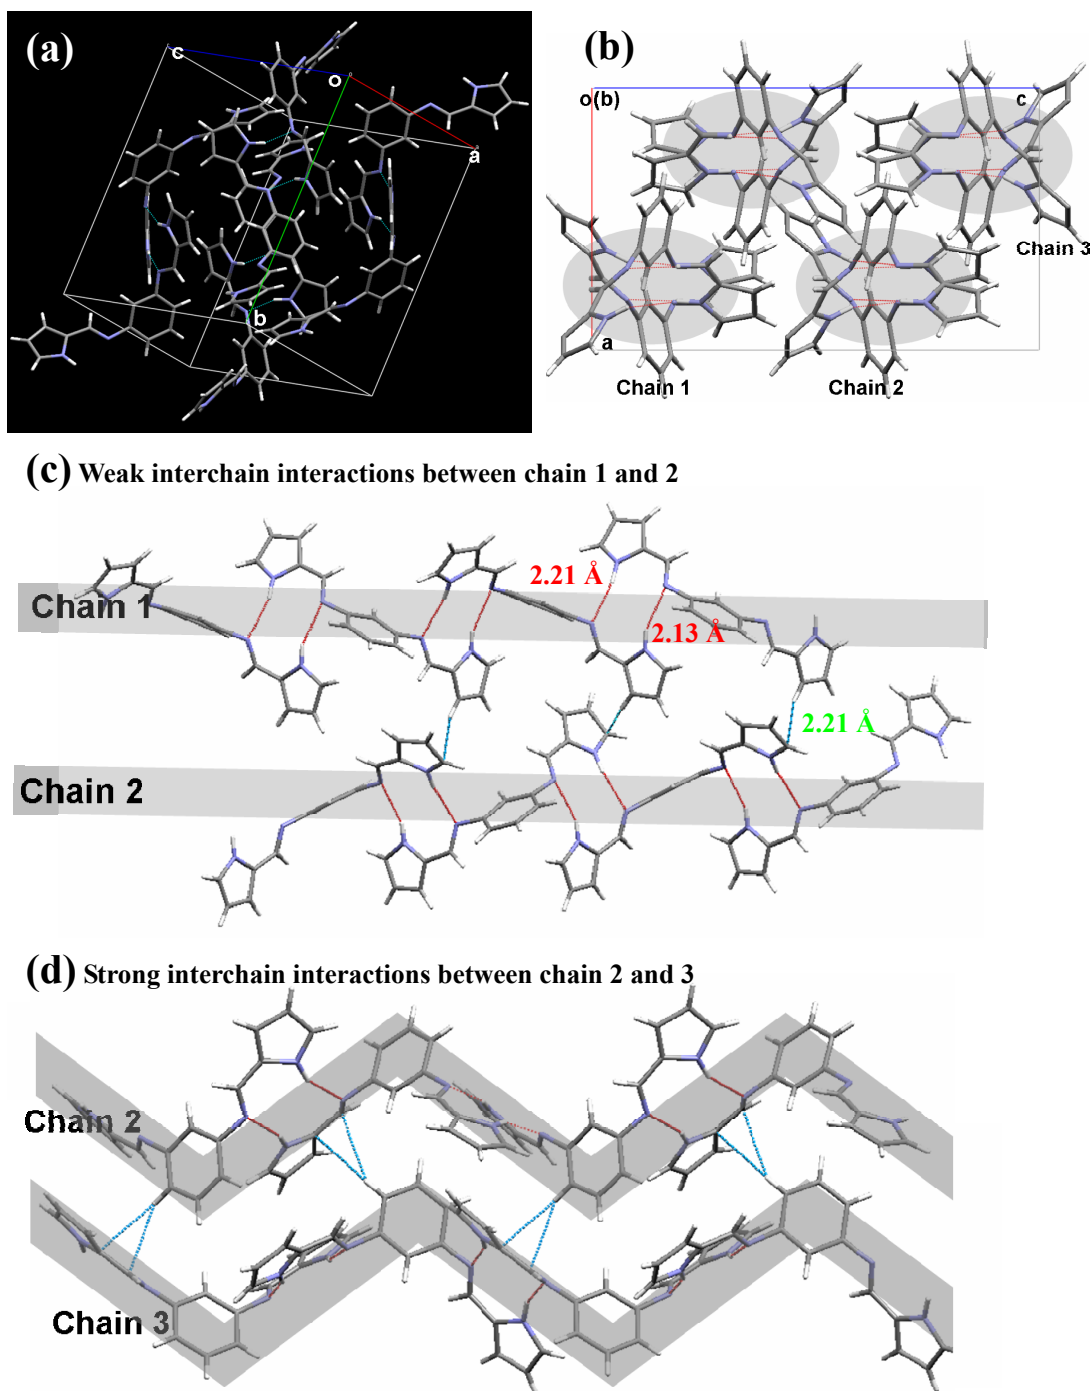 (a)
c
o
a
b
(b)
o(b)
c
a
Chain 3
Chain 1
Chain 2
(c) Weak interchain interactions between chain 1 and 2
2.21 Å
Chain 1
2.13 Å
2.21 Å
Chain 2
(d) Strong interchain interactions between chain 2 and 3
Chain 2
Chain 3